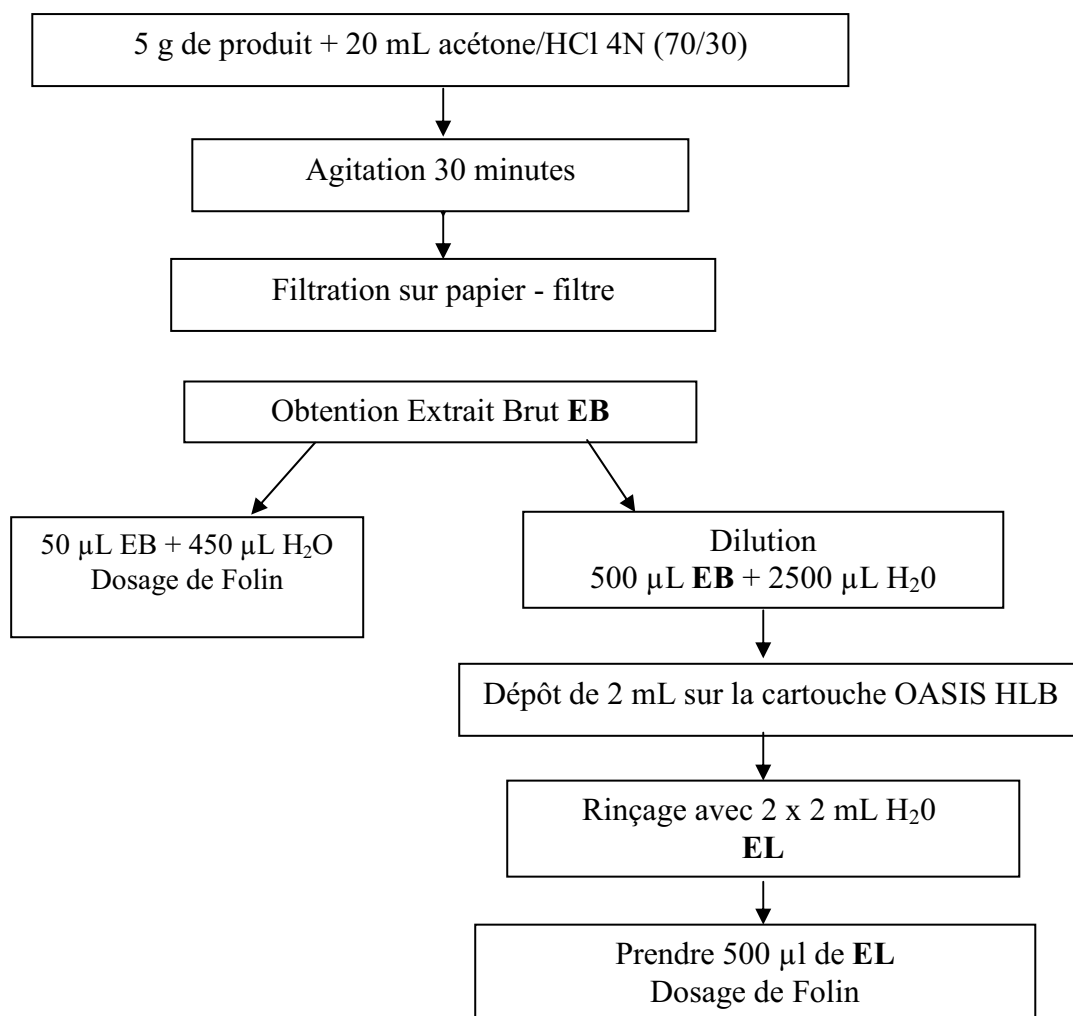 5 g de produit + 20 mL acétone/HCl 4N (70/30)
Agitation 30 minutes
Filtration sur papier - filtre
Obtention Extrait Brut EB
50 µL EB + 450 µL H₂O
Dosage de Folin
Dilution
500 µL EB + 2500 µL H₂0
Dépôt de 2 mL sur la cartouche OASIS HLB
Rinçage avec 2 x 2 mL H₂0
EL
Prendre 500 µl de EL
Dosage de Folin